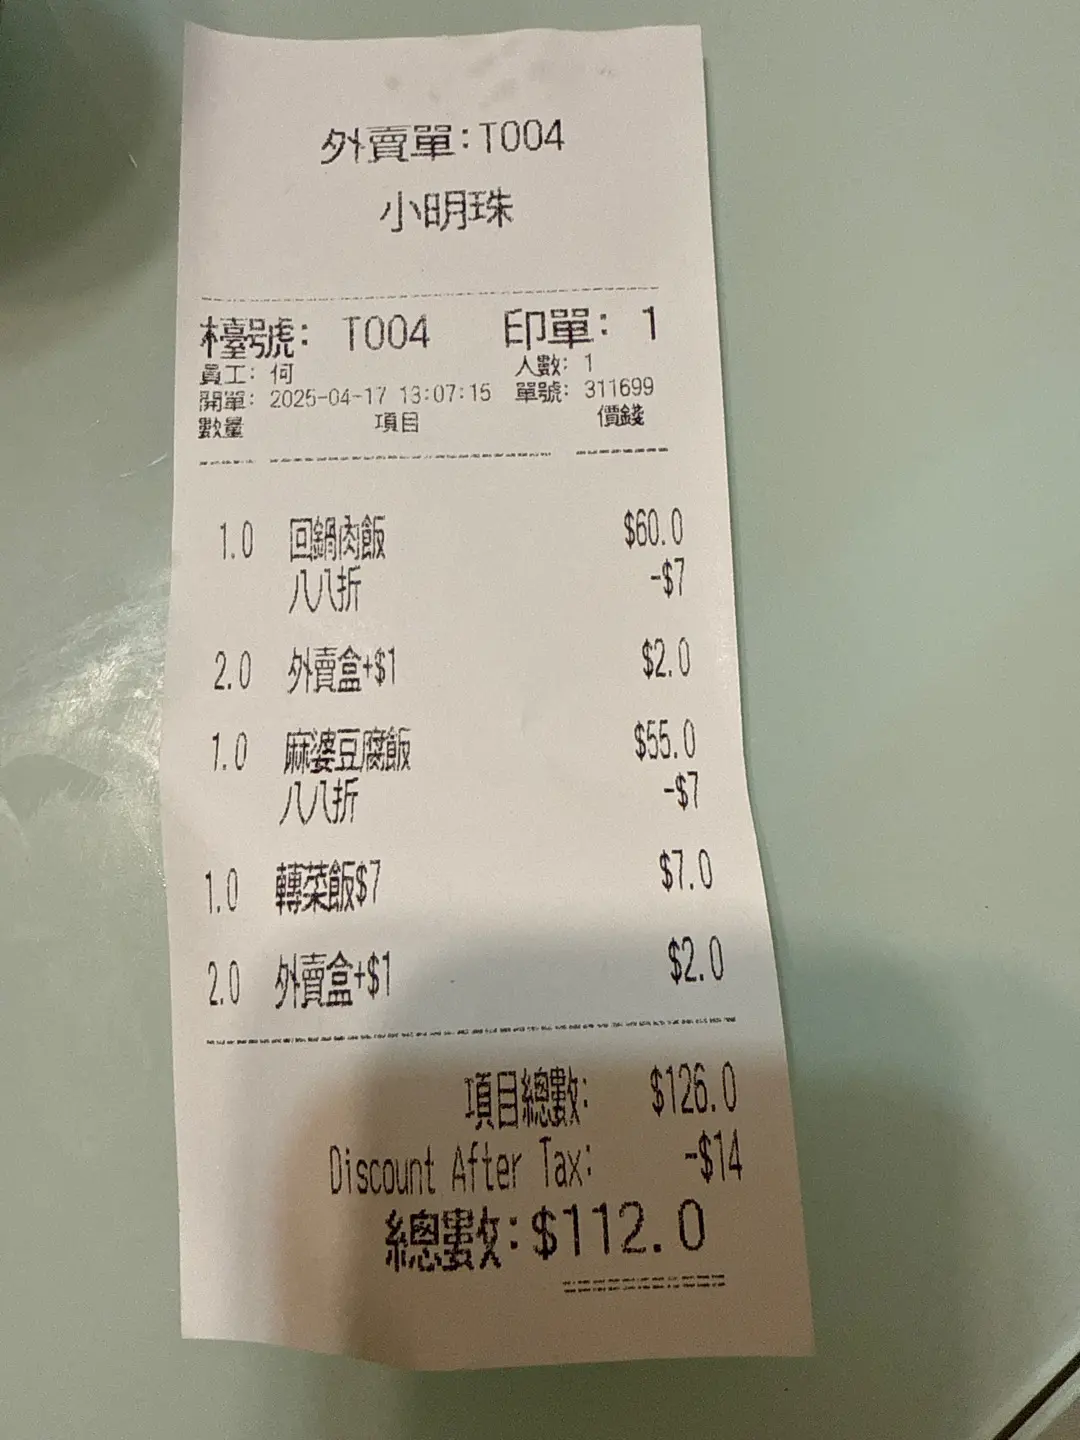 外賣單:T004
小明珠
檯號: T004 印單: 1
員工: 何 人數: 1
開單: 2025-04-17 13:07:15 單號: 311699
數量 項目 價錢
1.0 回鍋肉飯 $60.0
八八折 -$7
2.0 外賣盒+$1 $2.0
1.0 麻婆豆腐飯 $55.0
八八折 -$7
1.0 轉菜飯$7 $7.0
2.0 外賣盒+$1 $2.0
項目總數: $126.0
Discount After Tax: -$14
總數:$112.0